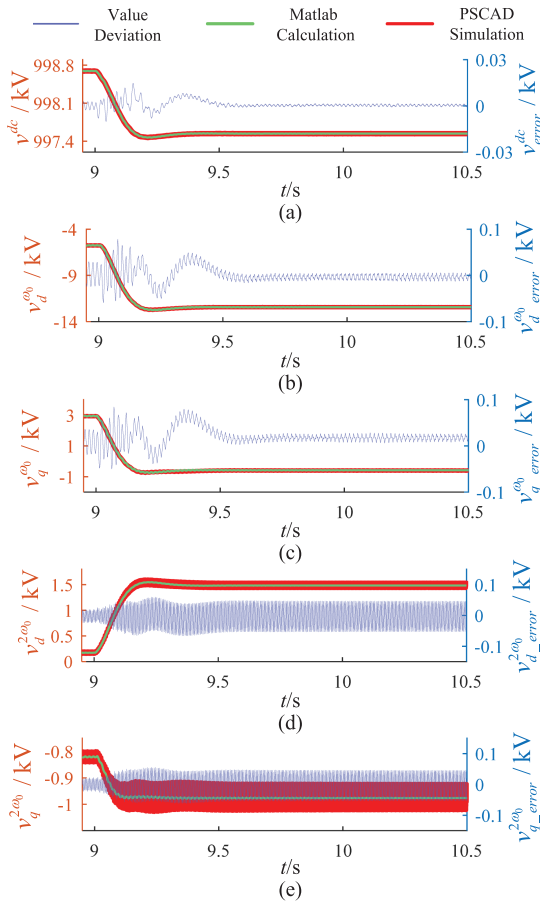 Value Deviation
Matlab Calculation
PSCAD Simulation
v^dc / kV
998.8
998.1
997.4
0.03
0
-0.03
v^dc_error / kV
9
9.5
10
10.5
t/s
(a)
v_d^ω0 / kV
-4
-9
-14
0.1
0
-0.1
v_d_error^ω0 / kV
9
9.5
10
10.5
t/s
(b)
v_q^ω0 / kV
3
1
-1
0.1
0
-0.1
v_q_error^ω0 / kV
9
9.5
10
10.5
t/s
(c)
v_d^2ω0 / kV
1.5
1
0.5
0
0.1
0
-0.1
v_d_error^2ω0 / kV
9
9.5
10
10.5
t/s
(d)
v_q^2ω0 / kV
-0.8
-0.9
-1
0.1
0
-0.1
v_q_error^2ω0 / kV
9
9.5
10
10.5
t/s
(e)